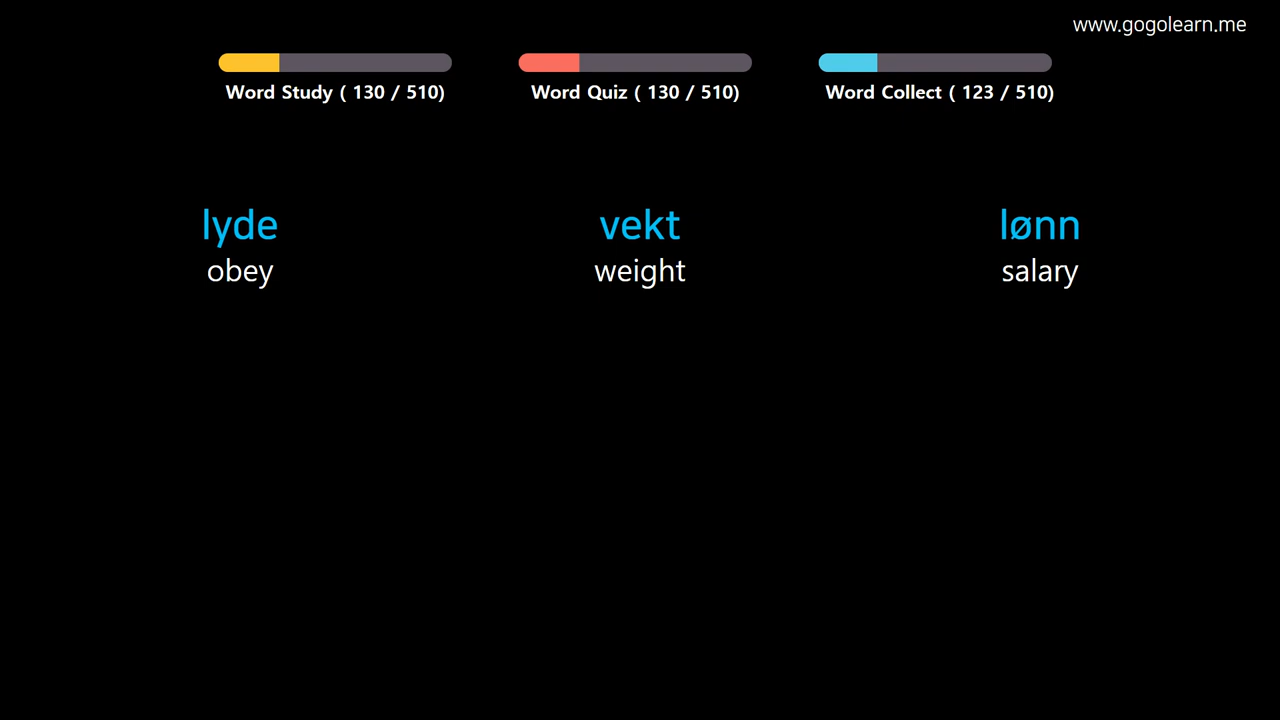 www.gogolearn.me
Word Study ( 130 / 510)
Word Quiz ( 130 / 510)
Word Collect ( 123 / 510)
lyde
obey
vekt
weight
lønn
salary